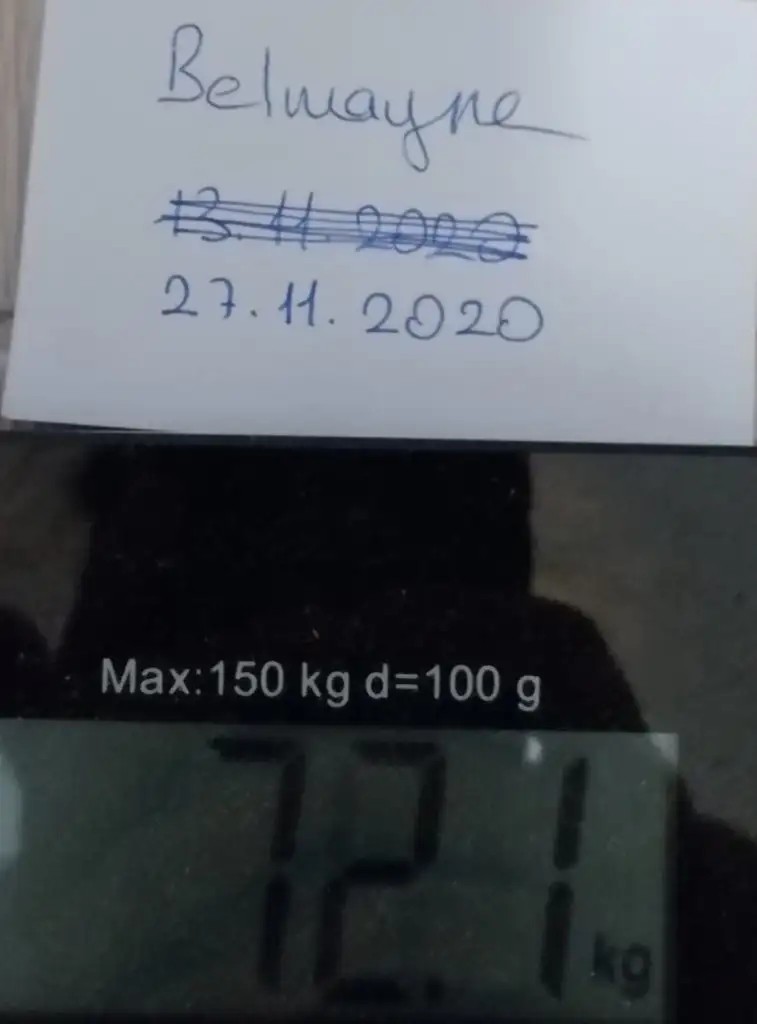 Belmayne
13.11.2020
27.11.2020
Max:150 kg d=100 g
72.1 kg